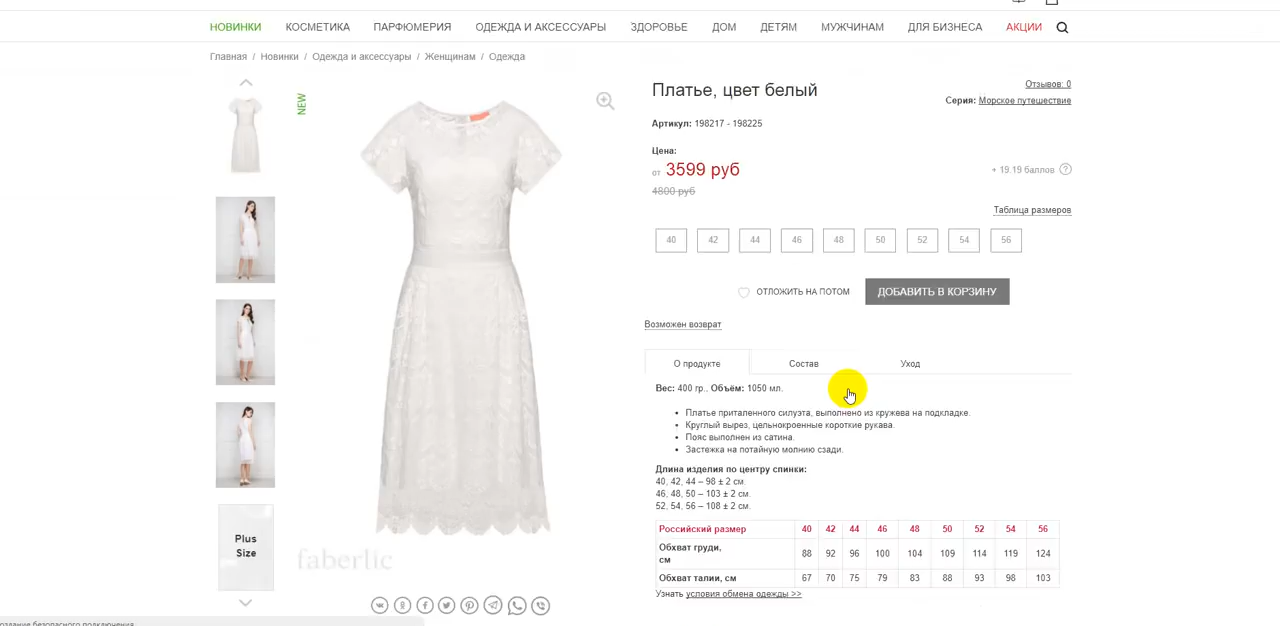 НОВИНКИ КОСМЕТИКА ПАРФЮМЕРИЯ ОДЕЖДА И АКСЕССУАРЫ ЗДОРОВЬЕ ДОМ ДЕТЯМ МУЖЧИНАМ ДЛЯ БИЗНЕСА АКЦИИ
Главная / Новинки / Одежда и аксессуары / Женщинам / Одежда
NEW
Plus
Size
faberlic
Платье, цвет белый
Отзывов: 0
Серия: Морское путешествие
Артикул: 198217 - 198225
Цена:
от 3599 руб
+ 19.19 баллов ?
4800 руб
Таблица размеров
40 42 44 46 48 50 52 54 56
ОТЛОЖИТЬ НА ПОТОМ ДОБАВИТЬ В КОРЗИНУ
Возможен возврат
О продукте Состав Уход
Вес: 400 гр., Объём: 1050 мл.
• Платье приталенного силуэта, выполнено из кружева на подкладке.
• Круглый вырез, цельнокроенные короткие рукава.
• Пояс выполнен из сатина.
• Застежка на потайную молнию сзади.
Длина изделия по центру спинки:
40, 42, 44 – 98 ± 2 см.
46, 48, 50 – 103 ± 2 см.
52, 54, 56 – 108 ± 2 см.
Российский размер 40 42 44 46 48 50 52 54 56
Обхват груди,
см 88 92 96 100 104 109 114 119 124
Обхват талии, см 67 70 75 79 83 88 93 98 103
Узнать условия обмена одежды >>